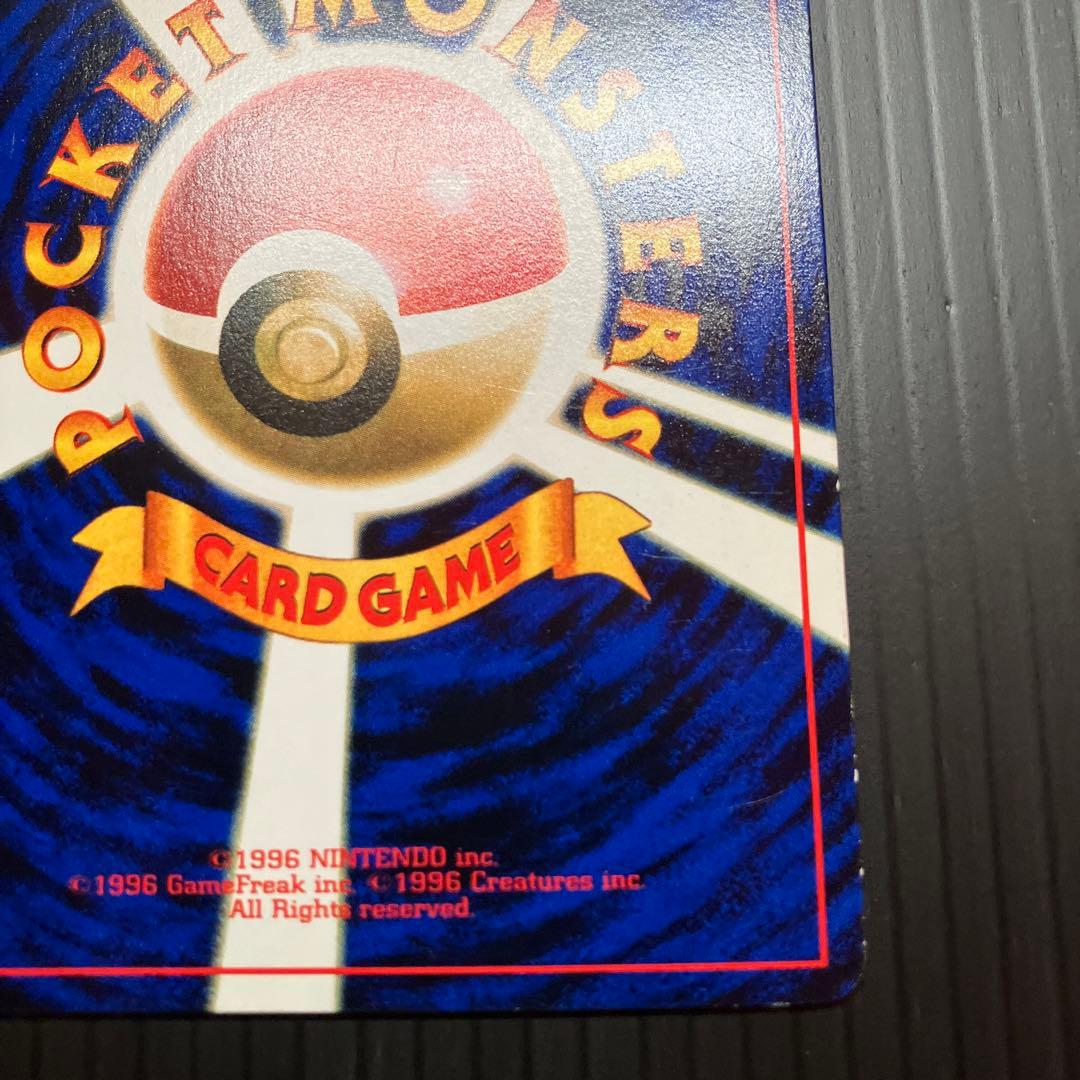 POCKET MONSTERS
CARD GAME
©1996 NINTENDO inc.
©1996 GameFreak inc. ©1996 Creatures inc.
All Rights reserved.